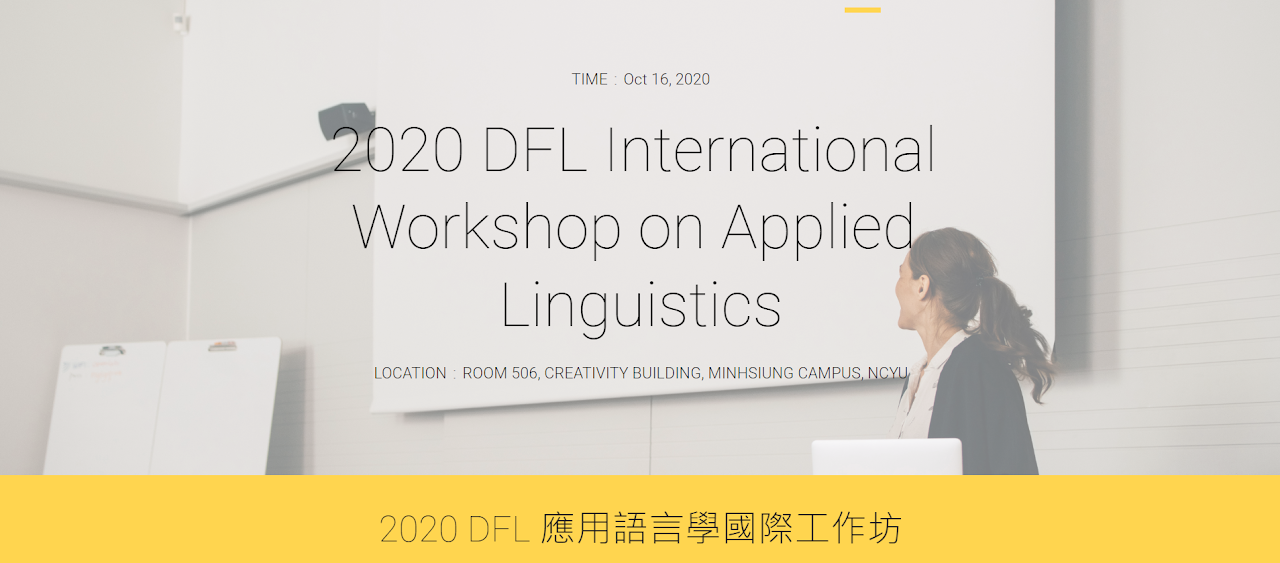 TIME：Oct 16, 2020
2020 DFL International
Workshop on Applied
Linguistics
LOCATION：ROOM 506, CREATIVITY BUILDING, MINHSIUNG CAMPUS, NCYU
2020 DFL 應用語言學國際工作坊